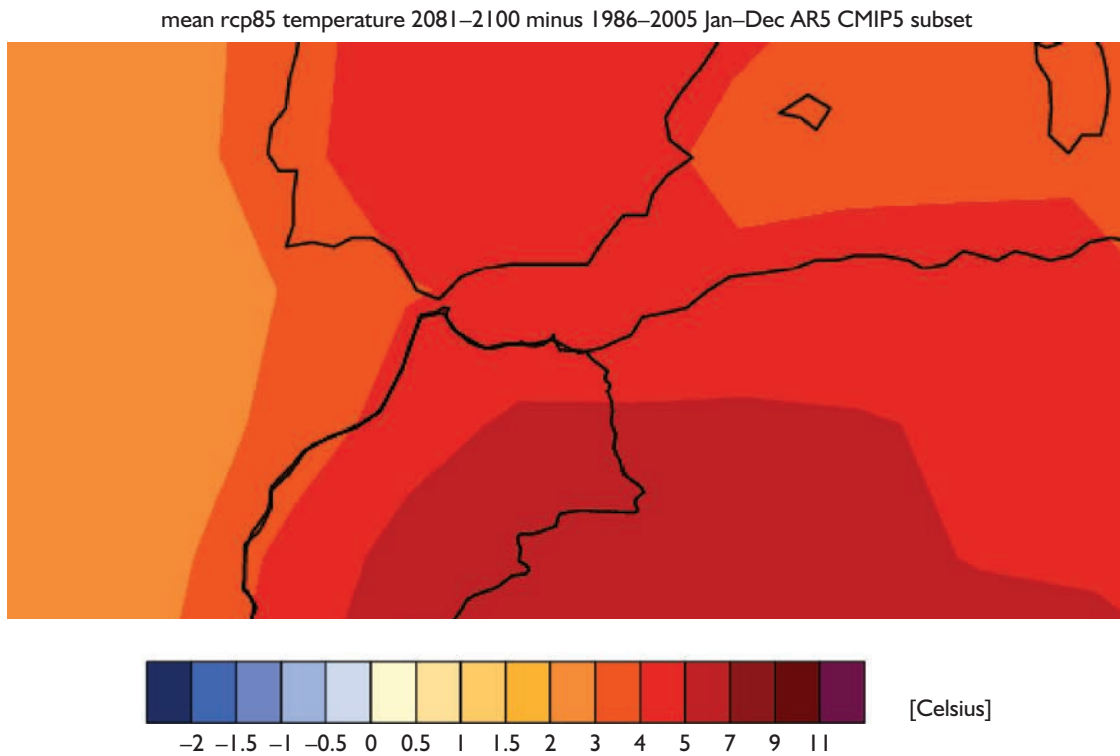 mean rcp85 temperature 2081–2100 minus 1986–2005 Jan–Dec AR5 CMIP5 subset
[Celsius]
–2 –1.5 –1 –0.5 0 0.5 1 1.5 2 3 4 5 7 9 11